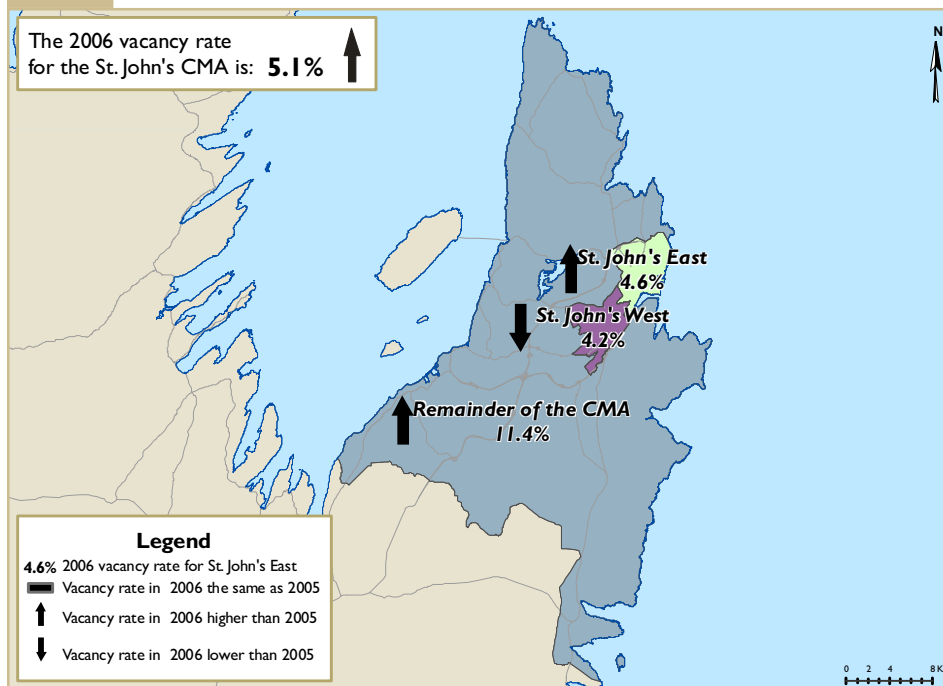 The 2006 vacancy rate
for the St. John's CMA is: 5.1%
N
St. John's East
4.6%
St. John's West
4.2%
Remainder of the CMA
11.4%
Legend
4.6% 2006 vacancy rate for St. John's East
Vacancy rate in 2006 the same as 2005
Vacancy rate in 2006 higher than 2005
Vacancy rate in 2006 lower than 2005
0 2 4 8 K